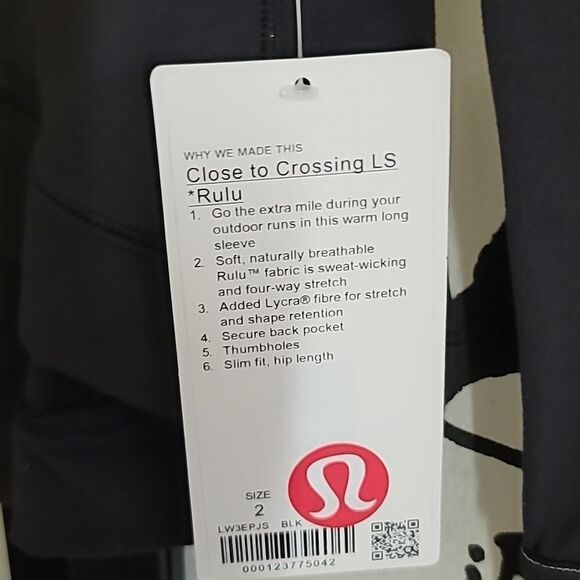 WHY WE MADE THIS
Close to Crossing LS
*Rulu
1. Go the extra mile during your
outdoor runs in this warm long
sleeve
2. Soft, naturally breathable
Rulu™ fabric is sweat-wicking
and four-way stretch
3. Added Lycra® fibre for stretch
and shape retention
4. Secure back pocket
5. Thumbholes
6. Slim fit, hip length
SIZE
2
LW3EPJS BLK
000123775042